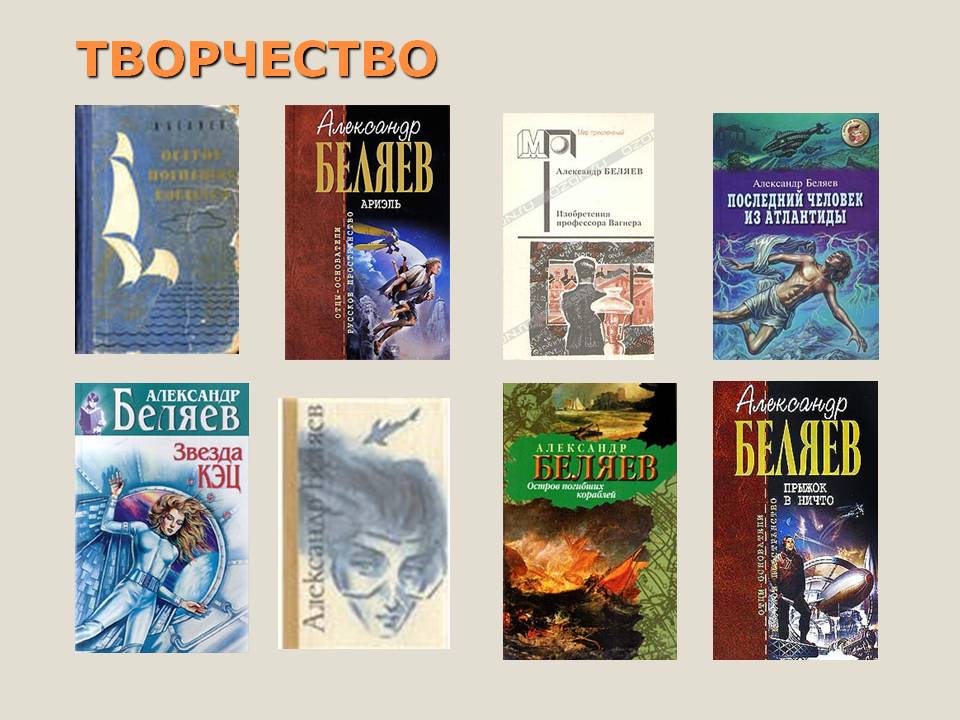 ТВОРЧЕСТВО
А.БЕЛЯЕВ
ОСТРОВ
ПОГИБШИХ
КОРАБЛЕЙ
Александр
БЕЛЯЕВ
АРИЭЛЬ
ОТЦЫ-ОСНОВАТЕЛИ
РУССКОЕ ПРОСТРАНСТВО
Мир приключений
Александр БЕЛЯЕВ
Изобретения
профессора Вагнера
OZON.RU
Александр Беляев
ПОСЛЕДНИЙ ЧЕЛОВЕК
ИЗ АТЛАНТИДЫ
АЛЕКСАНДР
БЕЛЯЕВ
Звезда
КЭЦ
Александр Беляев
АЛЕКСАНДР
БЕЛЯЕВ
Остров погибших
кораблей
Александр
БЕЛЯЕВ
ПРЫЖОК
В НИЧТО
ОТЦЫ-ОСНОВАТЕЛИ
РУССКОЕ ПРОСТРАНСТВО